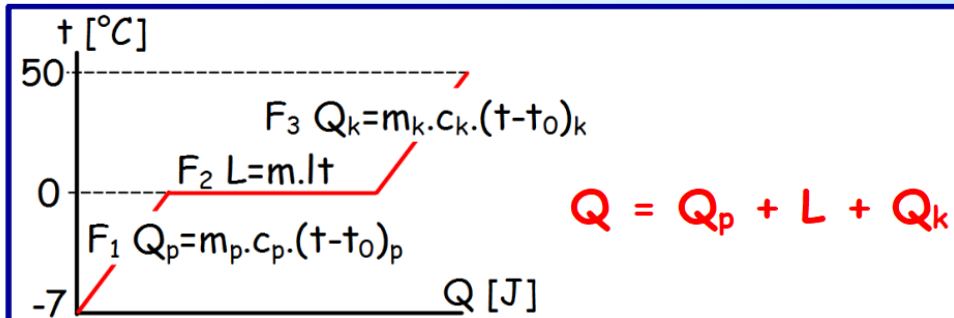 t [°C]
50
F₃ Qₖ=mₖ.cₖ.(t-t₀)ₖ
F₂ L=m.lt
0
Q = Qₚ + L + Qₖ
F₁ Qₚ=mₚ.cₚ.(t-t₀)ₚ
-7
Q [J]